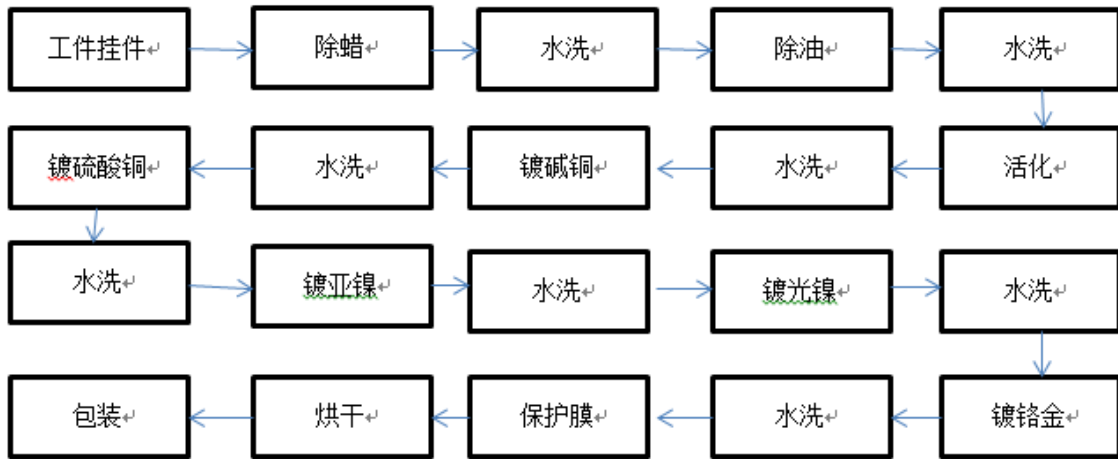 工件挂件
除蜡
水洗
除油
水洗
活化
水洗
镀碱铜
水洗
镀硫酸铜
水洗
镀亚镍
水洗
镀光镍
水洗
镀铬金
水洗
保护膜
烘干
包装